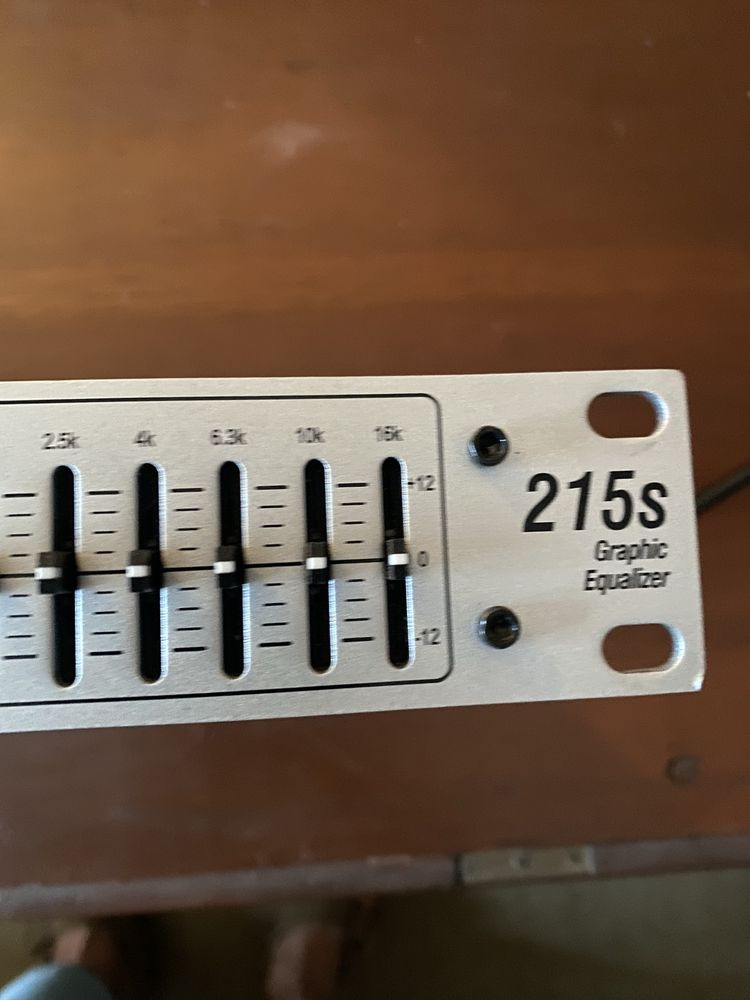 2.5k 4k 6.3k 10k 16k
+12
215s
Graphic
0
Equalizer
-12